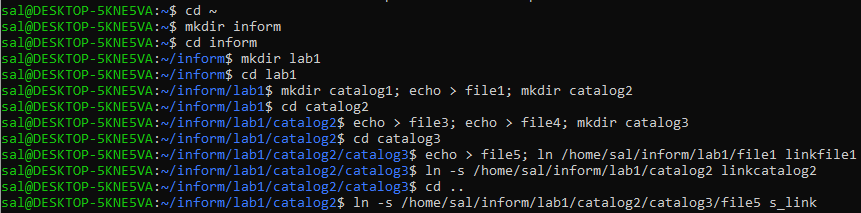 sal@DESKTOP-5KNE5VA:~$ cd ~
sal@DESKTOP-5KNE5VA:~$ mkdir inform
sal@DESKTOP-5KNE5VA:~$ cd inform
sal@DESKTOP-5KNE5VA:~/inform$ mkdir lab1
sal@DESKTOP-5KNE5VA:~/inform$ cd lab1
sal@DESKTOP-5KNE5VA:~/inform/lab1$ mkdir catalog1; echo > file1; mkdir catalog2
sal@DESKTOP-5KNE5VA:~/inform/lab1$ cd catalog2
sal@DESKTOP-5KNE5VA:~/inform/lab1/catalog2$ echo > file3; echo > file4; mkdir catalog3
sal@DESKTOP-5KNE5VA:~/inform/lab1/catalog2$ cd catalog3
sal@DESKTOP-5KNE5VA:~/inform/lab1/catalog2/catalog3$ echo > file5; ln /home/sal/inform/lab1/file1 linkfile1
sal@DESKTOP-5KNE5VA:~/inform/lab1/catalog2/catalog3$ ln -s /home/sal/inform/lab1/catalog2 linkcatalog2
sal@DESKTOP-5KNE5VA:~/inform/lab1/catalog2/catalog3$ cd ..
sal@DESKTOP-5KNE5VA:~/inform/lab1/catalog2$ ln -s /home/sal/inform/lab1/catalog2/catalog3/file5 s_link